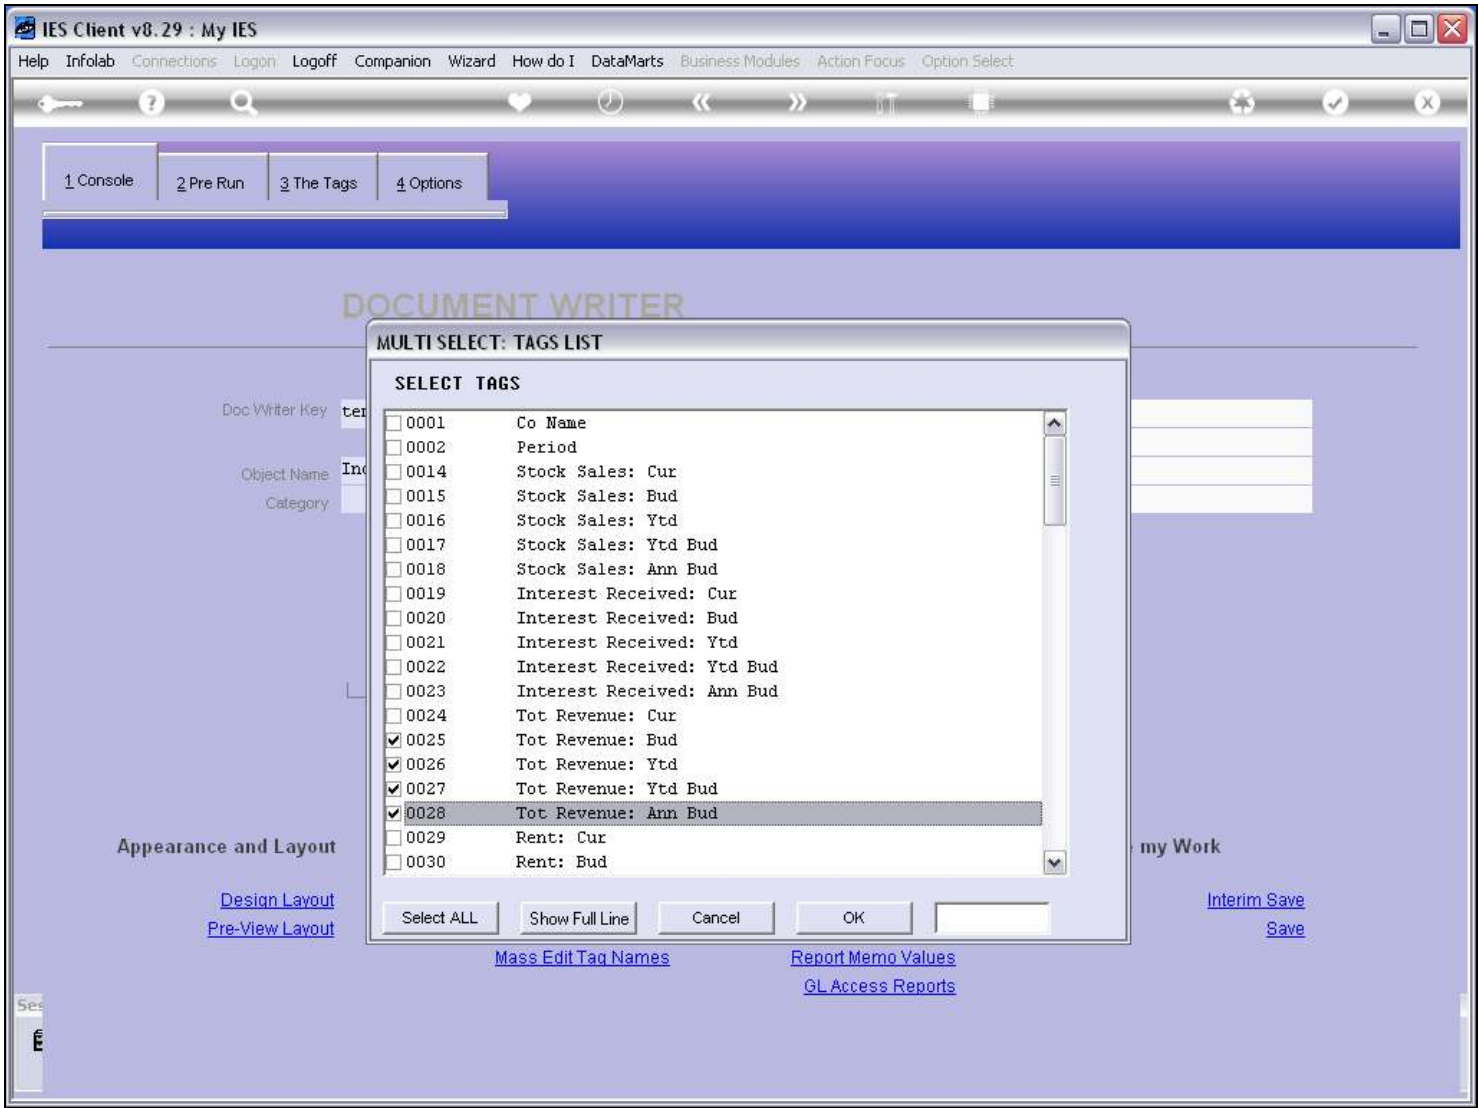 IES Client v8.29 : My IES
Help Infolab Connections Logon Logoff Companion Wizard How do I DataMarts Business Modules Action Focus Option Select
1 Console 2 Pre Run 3 The Tags 4 Options
DOCUMENT WRITER
MULTI SELECT: TAGS LIST
SELECT TAGS
Doc Writer Key
Object Name
Category
0001 Co Name
0002 Period
0014 Stock Sales: Cur
0015 Stock Sales: Bud
0016 Stock Sales: Ytd
0017 Stock Sales: Ytd Bud
0018 Stock Sales: Ann Bud
0019 Interest Received: Cur
0020 Interest Received: Bud
0021 Interest Received: Ytd
0022 Interest Received: Ytd Bud
0023 Interest Received: Ann Bud
0024 Tot Revenue: Cur
0025 Tot Revenue: Bud
0026 Tot Revenue: Ytd
0027 Tot Revenue: Ytd Bud
0028 Tot Revenue: Ann Bud
0029 Rent: Cur
0030 Rent: Bud
Select ALL Show Full Line Cancel OK
Appearance and Layout
my Work
Design Layout
Pre-View Layout
Mass Edit Tag Names
Report Memo Values
GL Access Reports
Interim Save
Save